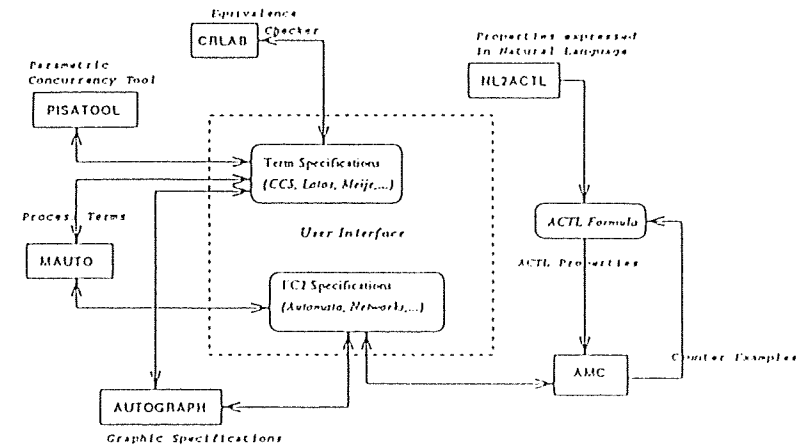 Equivalence
Checker
CRLAB
Properties expressed
in Natural Language
NL2ACTL
Parametric
Concurrency Tool
PISATOOL
Term Specifications
(CCS, Lotos, Meije,...)
User Interface
Process Terms
MAUTO
ACTL Formula
ACTL Properties
FC2 Specifications
(Automata, Networks,...)
AMC
Counter Examples
AUTOGRAPH
Graphic Specifications